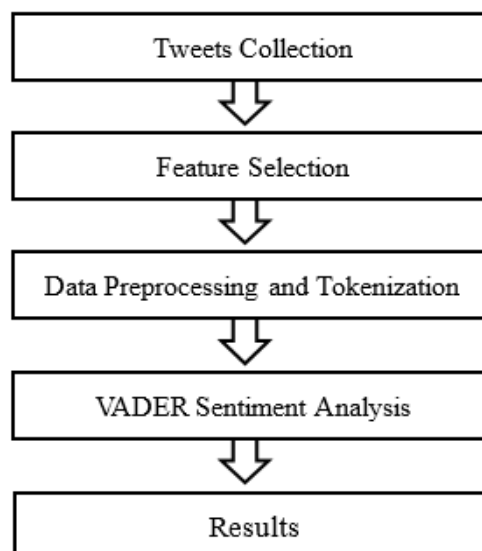 Tweets Collection
Feature Selection
Data Preprocessing and Tokenization
VADER Sentiment Analysis
Results